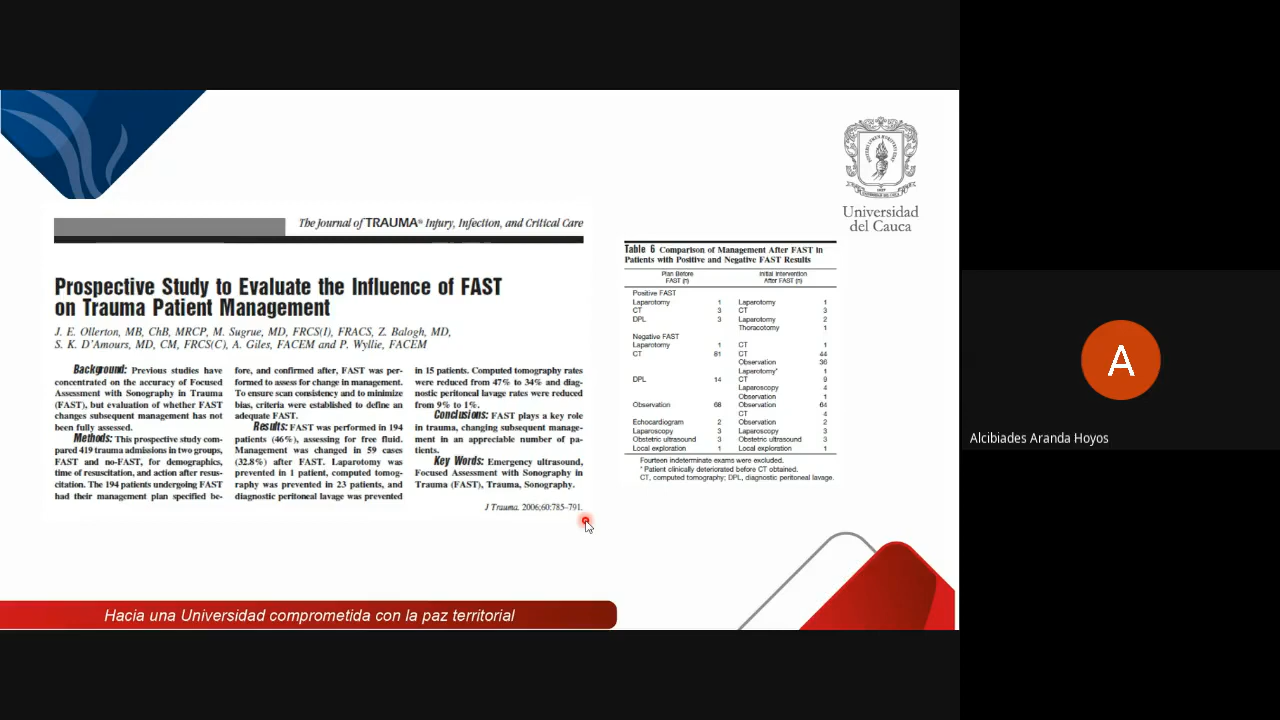 The Journal of TRAUMA® Injury, Infection, and Critical Care
Prospective Study to Evaluate the Influence of FAST
on Trauma Patient Management
J. E. Ollerton, MB, ChB, MRCP, M. Sugrue, MD, FRCS(I), FRACS, Z. Balogh, MD,
S. K. D'Amours, MD, CM, FRCS(C), A. Giles, FACEM and P. Wyllie, FACEM
Background: Previous studies have
concentrated on the accuracy of Focused
Assessment with Sonography in Trauma
(FAST), but evaluation of whether FAST
changes subsequent management has not
been fully assessed.
Methods: This prospective study com-
pared 419 trauma admissions in two groups,
FAST and no-FAST, for demographics,
time of resuscitation, and action after resus-
citation. The 194 patients undergoing FAST
had their management plan specified be-
fore, and confirmed after, FAST was per-
formed to assess for change in management.
To ensure scan consistency and to minimize
bias, criteria were established to define an
adequate FAST.
Results: FAST was performed in 194
patients (46%), assessing for free fluid.
Management was changed in 59 cases
(32.8%) after FAST. Laparotomy was
prevented in 1 patient, computed tomog-
raphy was prevented in 23 patients, and
diagnostic peritoneal lavage was prevented
in 15 patients. Computed tomography rates
were reduced from 47% to 34% and diag-
nostic peritoneal lavage rates were reduced
from 9% to 1%.
Conclusions: FAST plays a key role
in trauma, changing subsequent manage-
ment in an appreciable number of pa-
tients.
Key Words: Emergency ultrasound,
Focused Assessment with Sonography in
Trauma (FAST), Trauma, Sonography.
J Trauma. 2006;60:785–791.
Table 6 Comparison of Management After FAST in
Patients with Positive and Negative FAST Results
Plan Before FAST (n) Initial Intervention After FAST (n)
Positive FAST
Laparotomy 1 Laparotomy 1
CT 3 CT 3
DPL 3 Laparotomy 2
Thoracotomy 1
Negative FAST
Laparotomy 1 CT 1
CT 81 CT 44
Observation 36
Laparotomy* 1
DPL 14 CT 9
Laparoscopy 4
Observation 1
Observation 68 Observation 64
CT 4
Echocardiogram 2 Observation 2
Laparoscopy 3 Laparoscopy 3
Obstetric ultrasound 3 Obstetric ultrasound 3
Local exploration 1 Local exploration 1
Fourteen indeterminate exams were excluded.
* Patient clinically deteriorated before CT obtained.
CT, computed tomography; DPL, diagnostic peritoneal lavage.
Universidad
del Cauca
Hacia una Universidad comprometida con la paz territorial
A
Alcibiades Aranda Hoyos